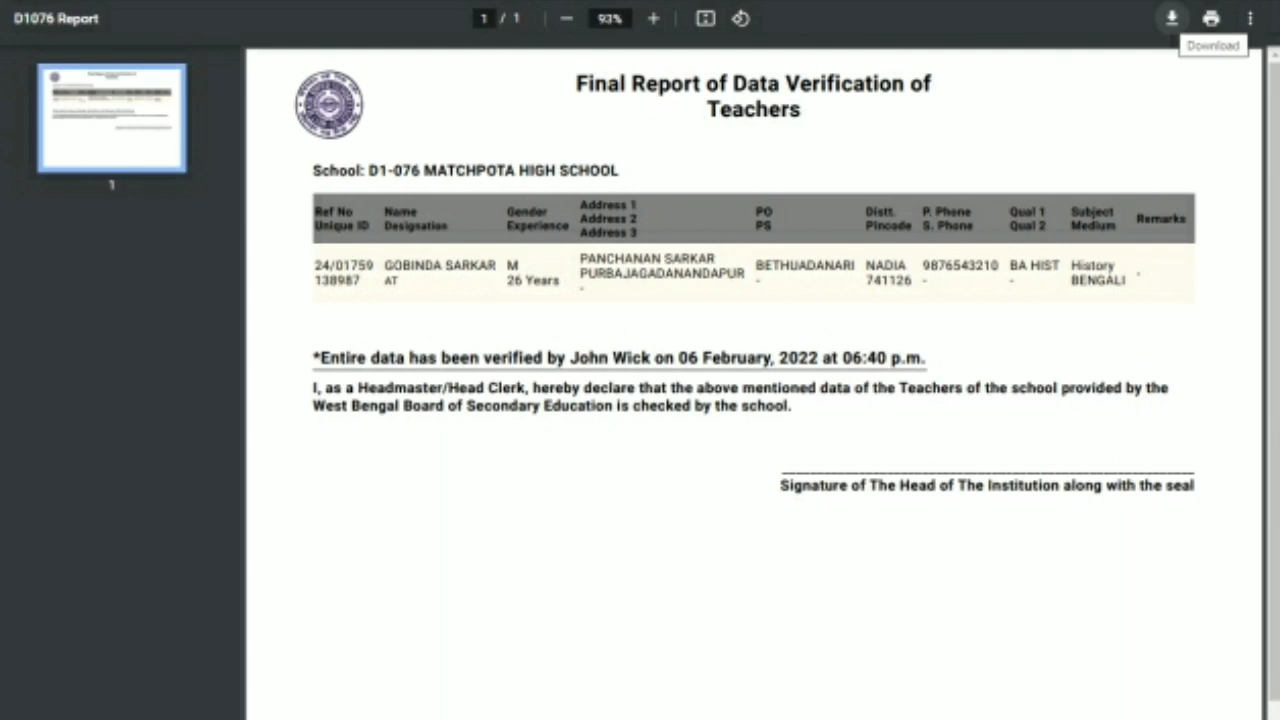 D1076 Report
1 / 1
93%
Download
1
Final Report of Data Verification of
Teachers
School: D1-076 MATCHPOTA HIGH SCHOOL
Ref No Name Gender Address 1 PO Distt. P. Phone Qual 1 Subject Remarks
Unique ID Designation Experience Address 2 PS Pincode S. Phone Qual 2 Medium
Address 3
24/01759 GOBINDA SARKAR M PANCHANAN SARKAR BETHUADANARI NADIA 9876543210 BA HIST History -
138987 AT 26 Years PURBAJAGADANANDAPUR - 741126 - - BENGALI
-
*Entire data has been verified by John Wick on 06 February, 2022 at 06:40 p.m.
I, as a Headmaster/Head Clerk, hereby declare that the above mentioned data of the Teachers of the school provided by the
West Bengal Board of Secondary Education is checked by the school.
Signature of The Head of The Institution along with the seal